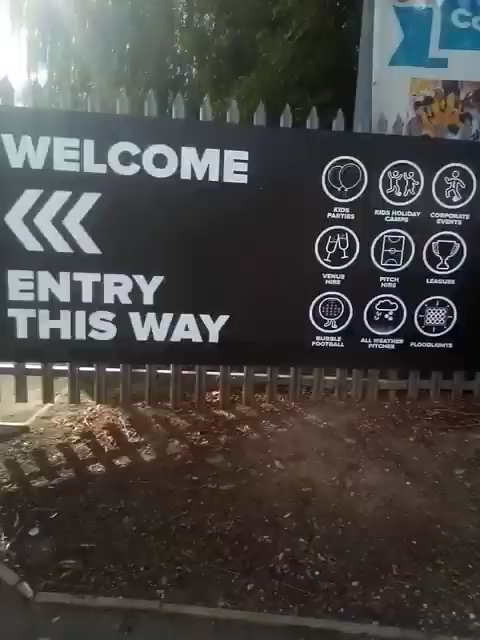 WELCOME
ENTRY
THIS WAY
KIDS
PARTIES
KIDS HOLIDAY
CAMPS
CORPORATE
EVENTS
VENUE
HIRE
PITCH
HIRE
LEAGUES
BUBBLE
FOOTBALL
ALL WEATHER
PITCHES
FLOODLIGHTS